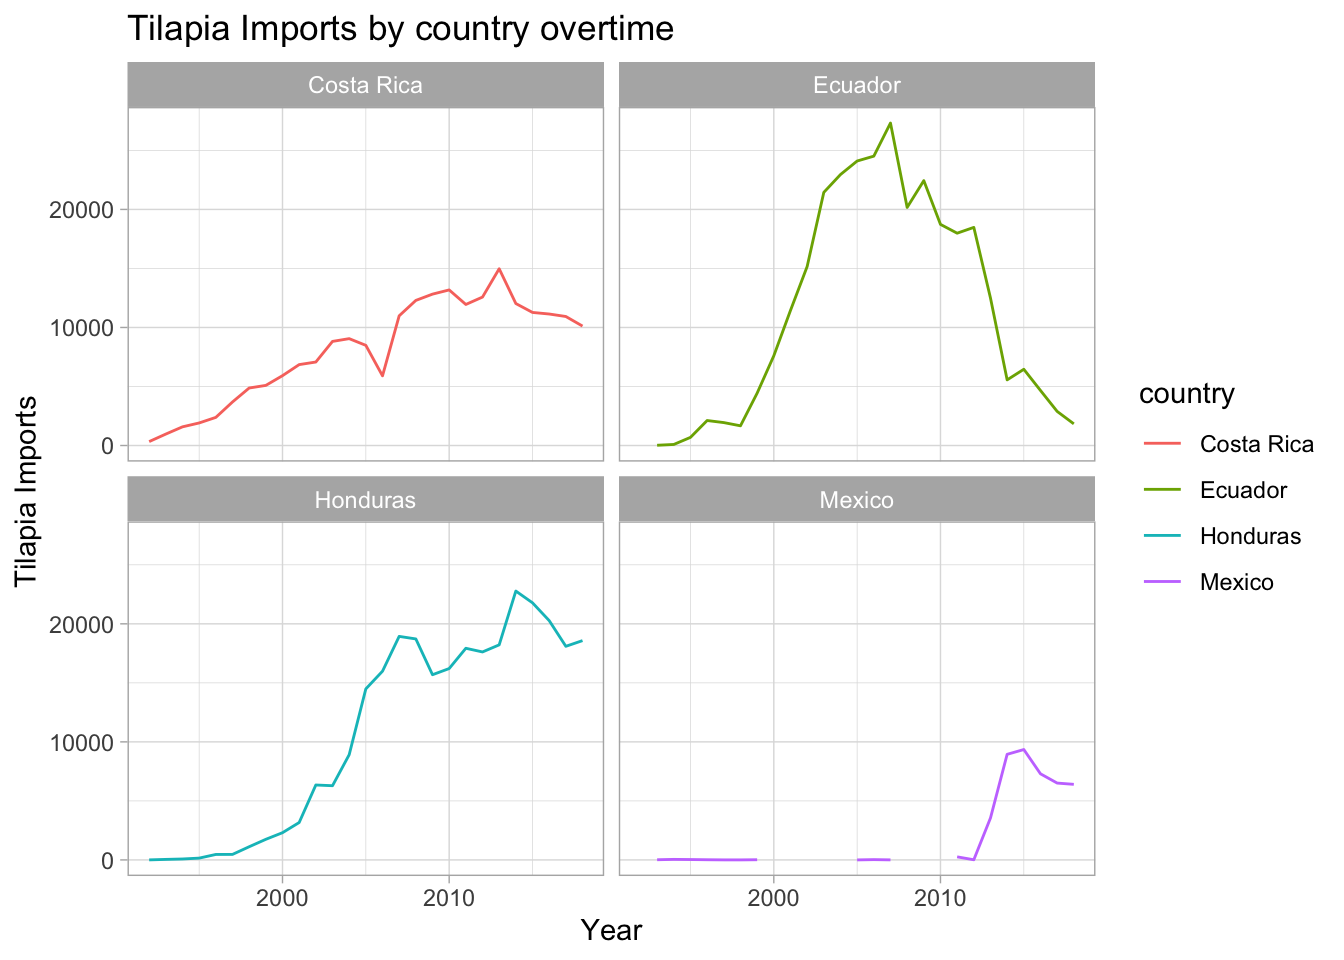 Tilapia Imports by country overtime
Costa Rica
Ecuador
20000
10000
0
Honduras
Mexico
20000
10000
0
2000
2010
2000
2010
Year
Tilapia Imports
country
Costa Rica
Ecuador
Honduras
Mexico